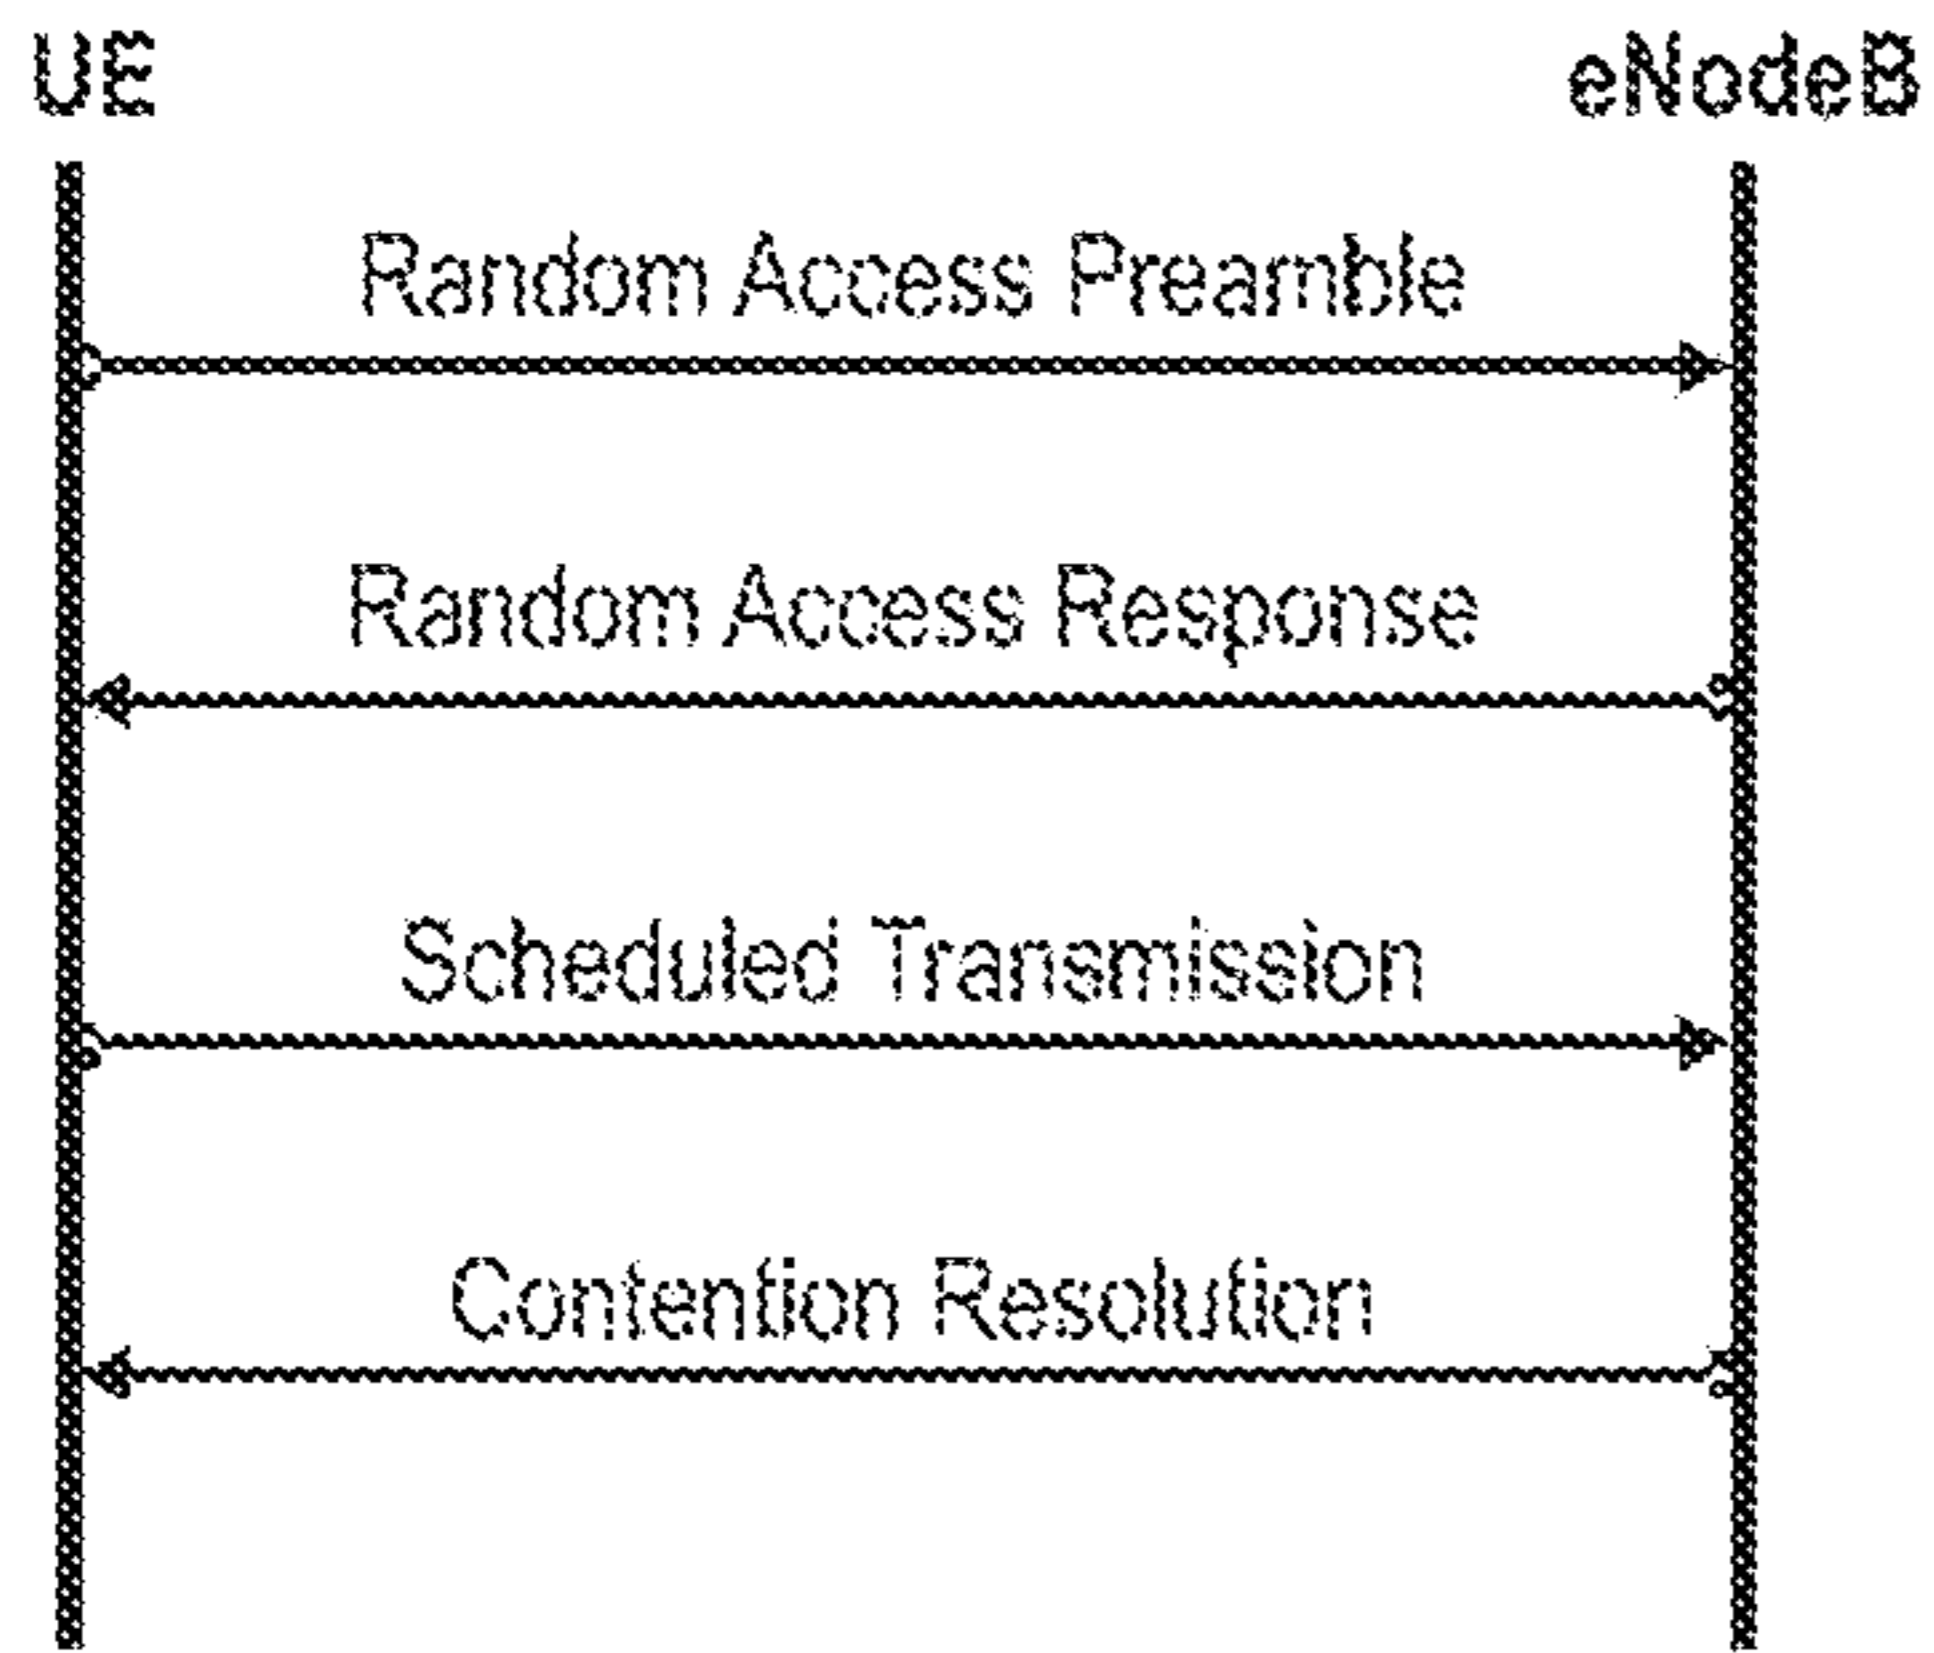 UE
eNodeB
Random Access Preamble
Random Access Response
Scheduled Transmission
Contention Resolution